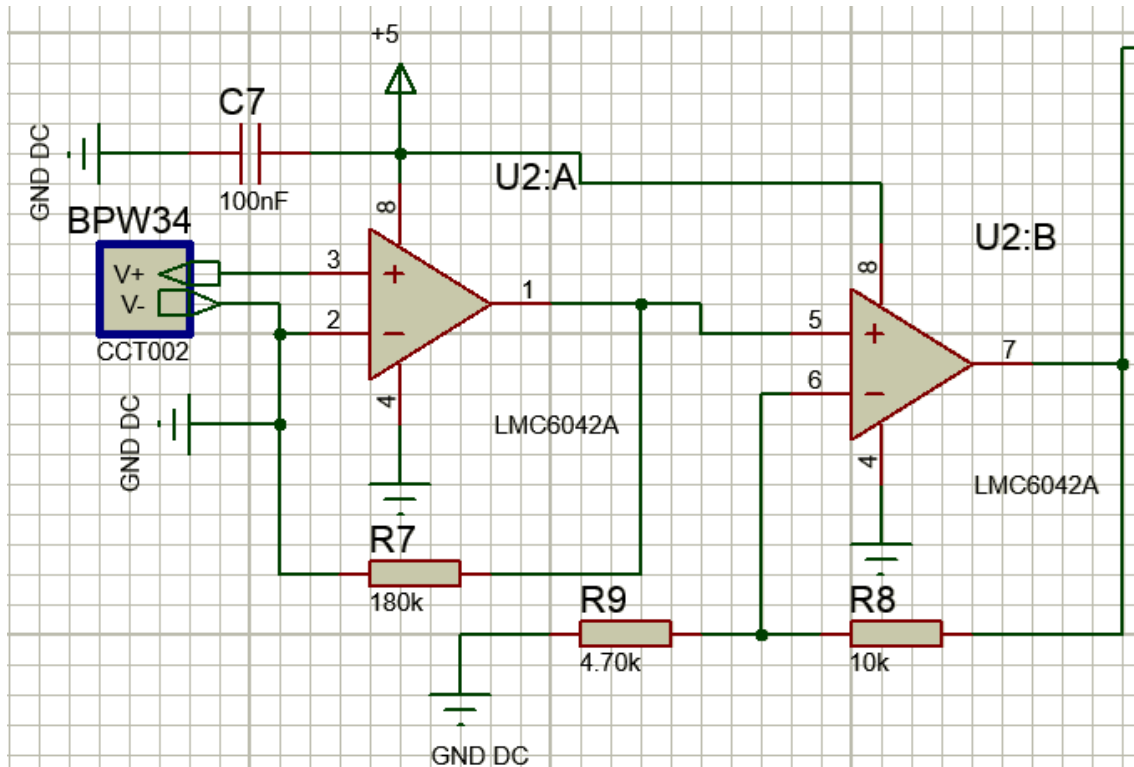 +5
C7
GND DC
100nF
U2:A
BPW34
8
V+
3
+
V-
2
−
1
CCT002
4
LMC6042A
GND DC
U2:B
8
5
+
6
−
7
4
LMC6042A
R7
180k
R9
4.70k
R8
10k
GND DC